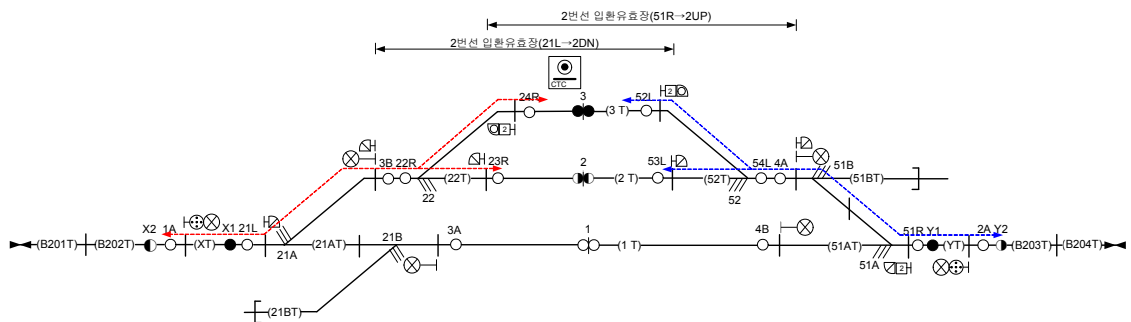 2번선 입환유효장(51R→2UP)
2번선 입환유효장(21L→2DN)
CTC
24R 3 52L 2
(3 T)
2
3B 22R 23R 2 53L 54L 4A 51B
(22T) (2 T) (52T) (51BT)
22 52
X2 1A X1 21L 21B 3A 1 4B 51R Y1 2A Y2
(B201T) (B202T) (XT) (21AT) (1 T) (51AT) (YT) (B203T) (B204T)
21A 51A 2
(21BT)